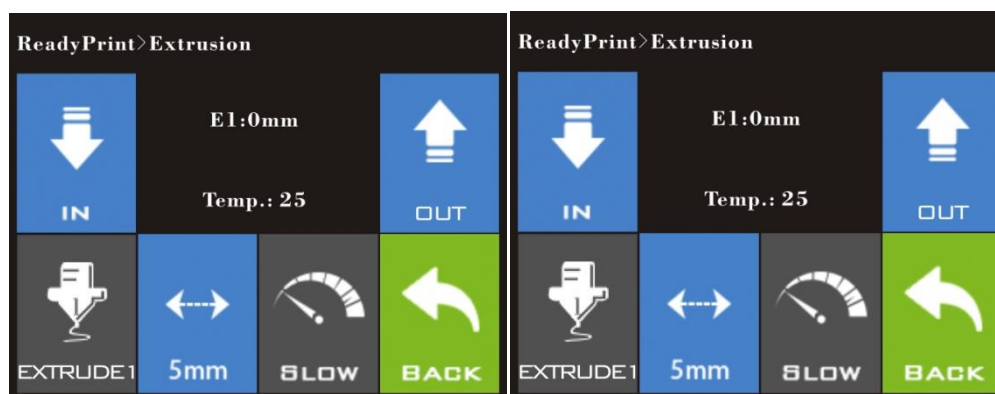 ReadyPrint>Extrusion
E1:0mm
Temp.: 25
IN
OUT
EXTRUDE1
5mm
SLOW
BACK
ReadyPrint>Extrusion
E1:0mm
Temp.: 25
IN
OUT
EXTRUDE1
5mm
SLOW
BACK